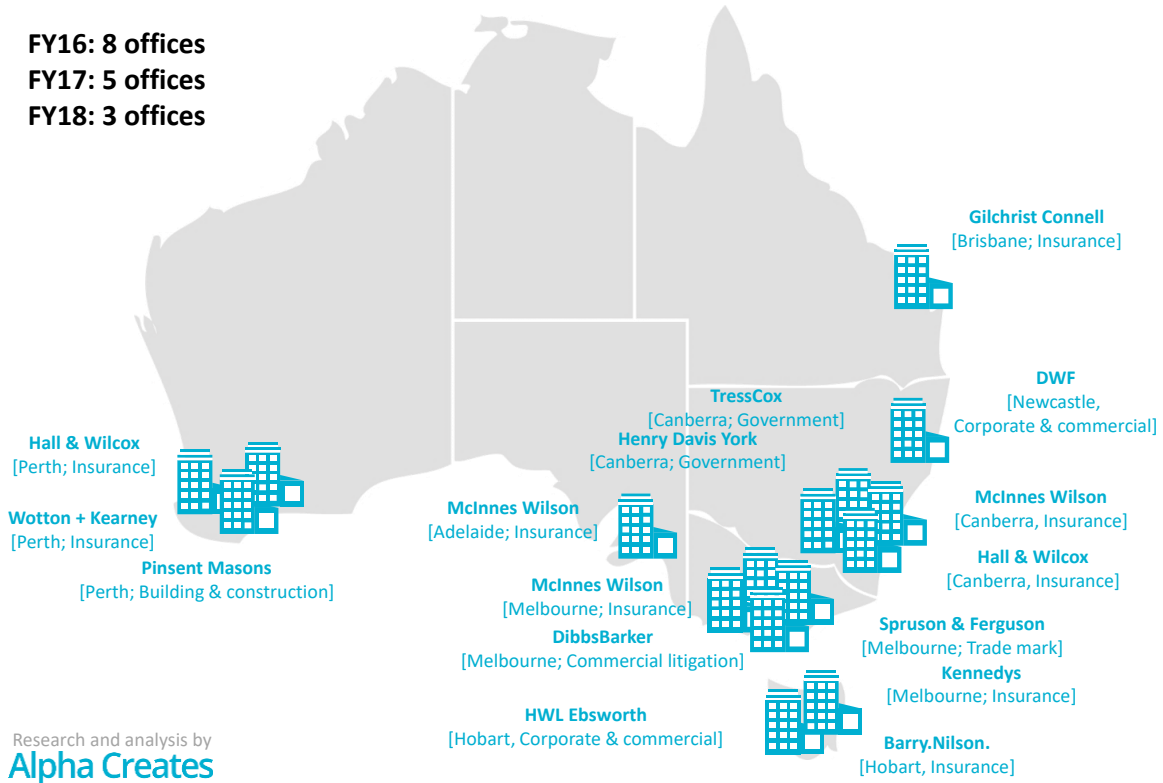 FY16: 8 offices
FY17: 5 offices
FY18: 3 offices
Gilchrist Connell
[Brisbane; Insurance]
DWF
[Newcastle,
Corporate & commercial]
TressCox
[Canberra; Government]
Henry Davis York
[Canberra; Government]
Hall & Wilcox
[Perth; Insurance]
Wotton + Kearney
[Perth; Insurance]
Pinsent Masons
[Perth; Building & construction]
McInnes Wilson
[Adelaide; Insurance]
McInnes Wilson
[Canberra, Insurance]
Hall & Wilcox
[Canberra, Insurance]
McInnes Wilson
[Melbourne; Insurance]
DibbsBarker
[Melbourne; Commercial litigation]
Spruson & Ferguson
[Melbourne; Trade mark]
Kennedys
[Melbourne; Insurance]
HWL Ebsworth
[Hobart, Corporate & commercial]
Barry.Nilson.
[Hobart, Insurance]
Research and analysis by
Alpha Creates